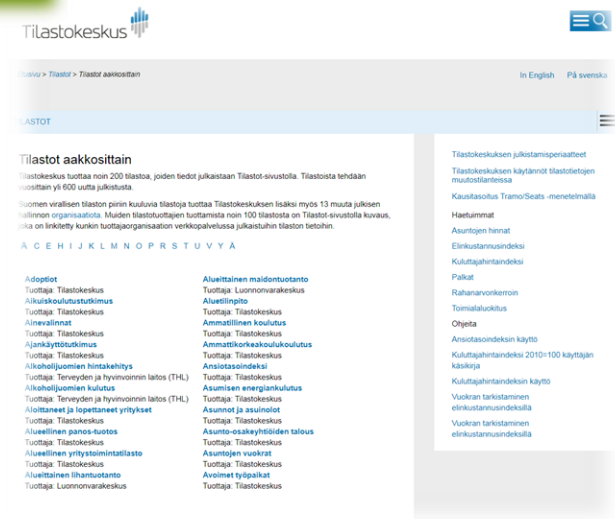 Tilastokeskus
> Tilastot > Tilastot aakkosittain
In English På svenska
Tilastot aakkosittain
Tilastokeskus tuottaa noin 200 tilastoa, joiden tiedot julkaistaan Tilastot-sivustolla. Tilastoista tehdään
vuosittain yli 600 uutta julkistusta.
Suomen virallisen tilaston piiriin kuuluvia tilastoja tuottaa Tilastokeskuksen lisäksi myös 13 muuta julkisen
hallinnon organisaatiota. Muiden tilastotuottajien tuottamista noin 100 tilastosta on Tilastot-sivustolla kuvaus,
joka on linkitetty kunkin tuottajaorganisaation verkkopalvelussa julkaistuihin tilaston tietoihin.
A C E H I J K L M N O P R S T U V Y Ä
Adoptiot
Tuottaja: Tilastokeskus
Aikuiskoulutustutkimus
Tuottaja: Tilastokeskus
Ainevalinnat
Tuottaja: Tilastokeskus
Ajankäyttötutkimus
Tuottaja: Tilastokeskus
Alkoholijuomien hintakehitys
Tuottaja: Terveyden ja hyvinvoinnin laitos (THL)
Alkoholijuomien kulutus
Tuottaja: Terveyden ja hyvinvoinnin laitos (THL)
Aloittaneet ja lopettaneet yritykset
Tuottaja: Tilastokeskus
Alueellinen panos-tuotos
Tuottaja: Tilastokeskus
Alueellinen yritystoimintatilasto
Tuottaja: Tilastokeskus
Alueittainen lihantuotanto
Tuottaja: Luonnonvarakeskus
Alueittainen maidontuotanto
Tuottaja: Luonnonvarakeskus
Aluetilinpito
Tuottaja: Tilastokeskus
Ammatillinen koulutus
Tuottaja: Tilastokeskus
Ammattikorkeakoulukoulutus
Tuottaja: Tilastokeskus
Ansiotasoindeksi
Tuottaja: Tilastokeskus
Asumisen energiankulutus
Tuottaja: Tilastokeskus
Asunnot ja asuinolot
Tuottaja: Tilastokeskus
Asunto-osakeyhtiöiden talous
Tuottaja: Tilastokeskus
Asuntojen vuokrat
Tuottaja: Tilastokeskus
Avoimet työpaikat
Tuottaja: Tilastokeskus
Tilastokeskuksen julkistamisperiaatteet
Tilastokeskuksen käytännöt tilastotietojen
muutostilanteissa
Kausitasoitus Tramo/Seats -menetelmällä
Haetuimmat
Asuntojen hinnat
Elinkustannusindeksi
Kuluttajahintaindeksi
Palkat
Rahanarvonkerroin
Toimialaluokitus
Ohjeita
Ansiotasoindeksin käyttö
Kuluttajahintaindeksi 2010=100 käyttäjän
käsikirja
Kuluttajahintaindeksin käyttö
Vuokran tarkistaminen
elinkustannusindeksillä
Vuokran tarkistaminen
elinkustannusindeksillä